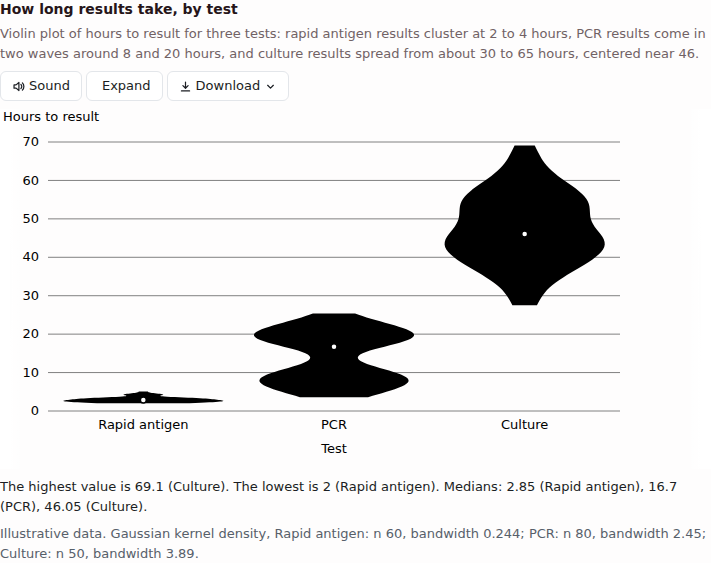 How long results take, by test
Violin plot of hours to result for three tests: rapid antigen results cluster at 2 to 4 hours, PCR results come in
two waves around 8 and 20 hours, and culture results spread from about 30 to 65 hours, centered near 46.
Sound Expand Download
Hours to result
70
60
50
40
30
20
10
0
Rapid antigen PCR Culture
Test
The highest value is 69.1 (Culture). The lowest is 2 (Rapid antigen). Medians: 2.85 (Rapid antigen), 16.7
(PCR), 46.05 (Culture).
Illustrative data. Gaussian kernel density, Rapid antigen: n 60, bandwidth 0.244; PCR: n 80, bandwidth 2.45;
Culture: n 50, bandwidth 3.89.